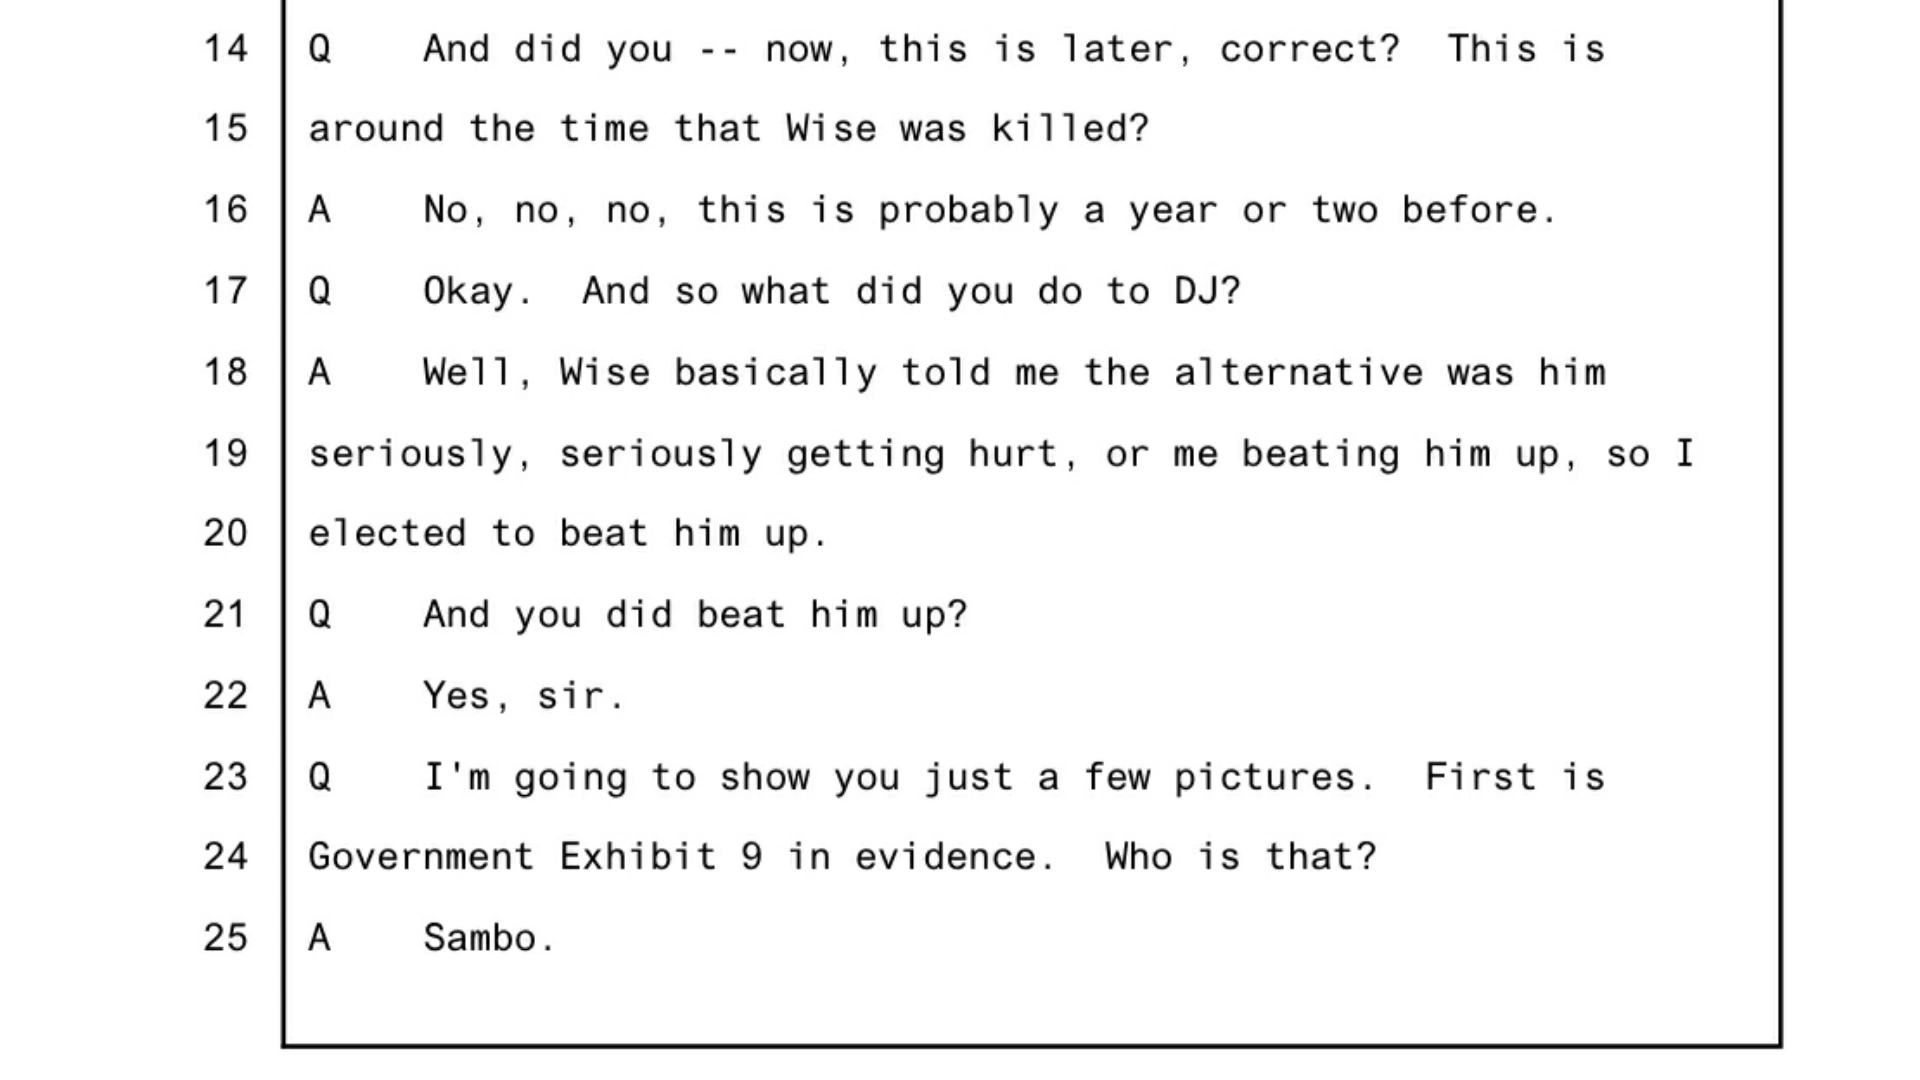 14 Q And did you -- now, this is later, correct? This is
15 around the time that Wise was killed?
16 A No, no, no, this is probably a year or two before.
17 Q Okay. And so what did you do to DJ?
18 A Well, Wise basically told me the alternative was him
19 seriously, seriously getting hurt, or me beating him up, so I
20 elected to beat him up.
21 Q And you did beat him up?
22 A Yes, sir.
23 Q I'm going to show you just a few pictures. First is
24 Government Exhibit 9 in evidence. Who is that?
25 A Sambo.